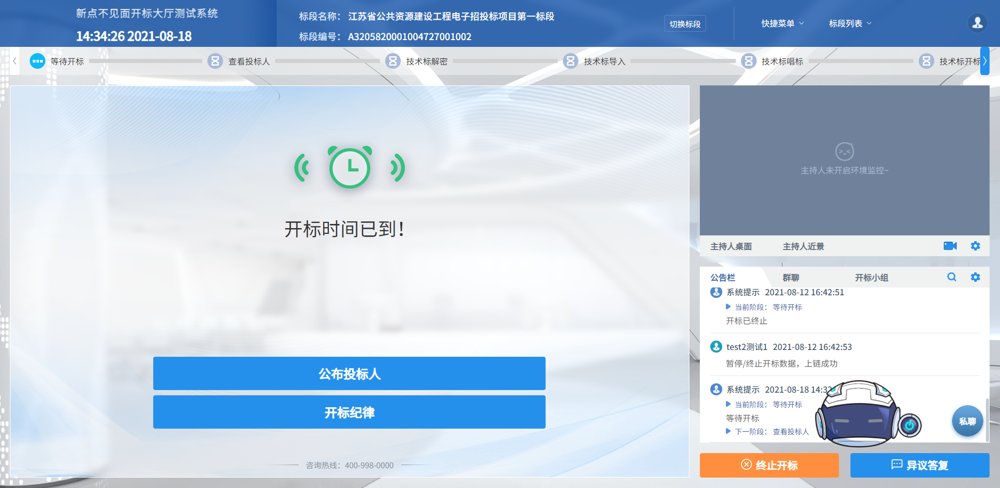 新点不见面开标大厅测试系统
14:34:26 2021-08-18
标段名称： 江苏省公共资源建设工程电子招投标项目第一标段
标段编号： A3205820001004727001002
切换标段
快捷菜单
标段列表
等待开标
查看投标人
技术标解密
技术标导入
技术标唱标
技术标开标
开标时间已到！
公布投标人
开标纪律
咨询热线：400-998-0000
主持人未开启环境监控~
主持人桌面
主持人近景
公告栏
群聊
开标小组
系统提示 2021-08-12 16:42:51
当前阶段： 等待开标
开标已终止
test2测试1 2021-08-12 16:42:53
暂停/终止开标数据，上链成功
系统提示 2021-08-18 14:32
当前阶段： 等待开标
等待开标
下一阶段： 查看投标人
私聊
终止开标
异议答复